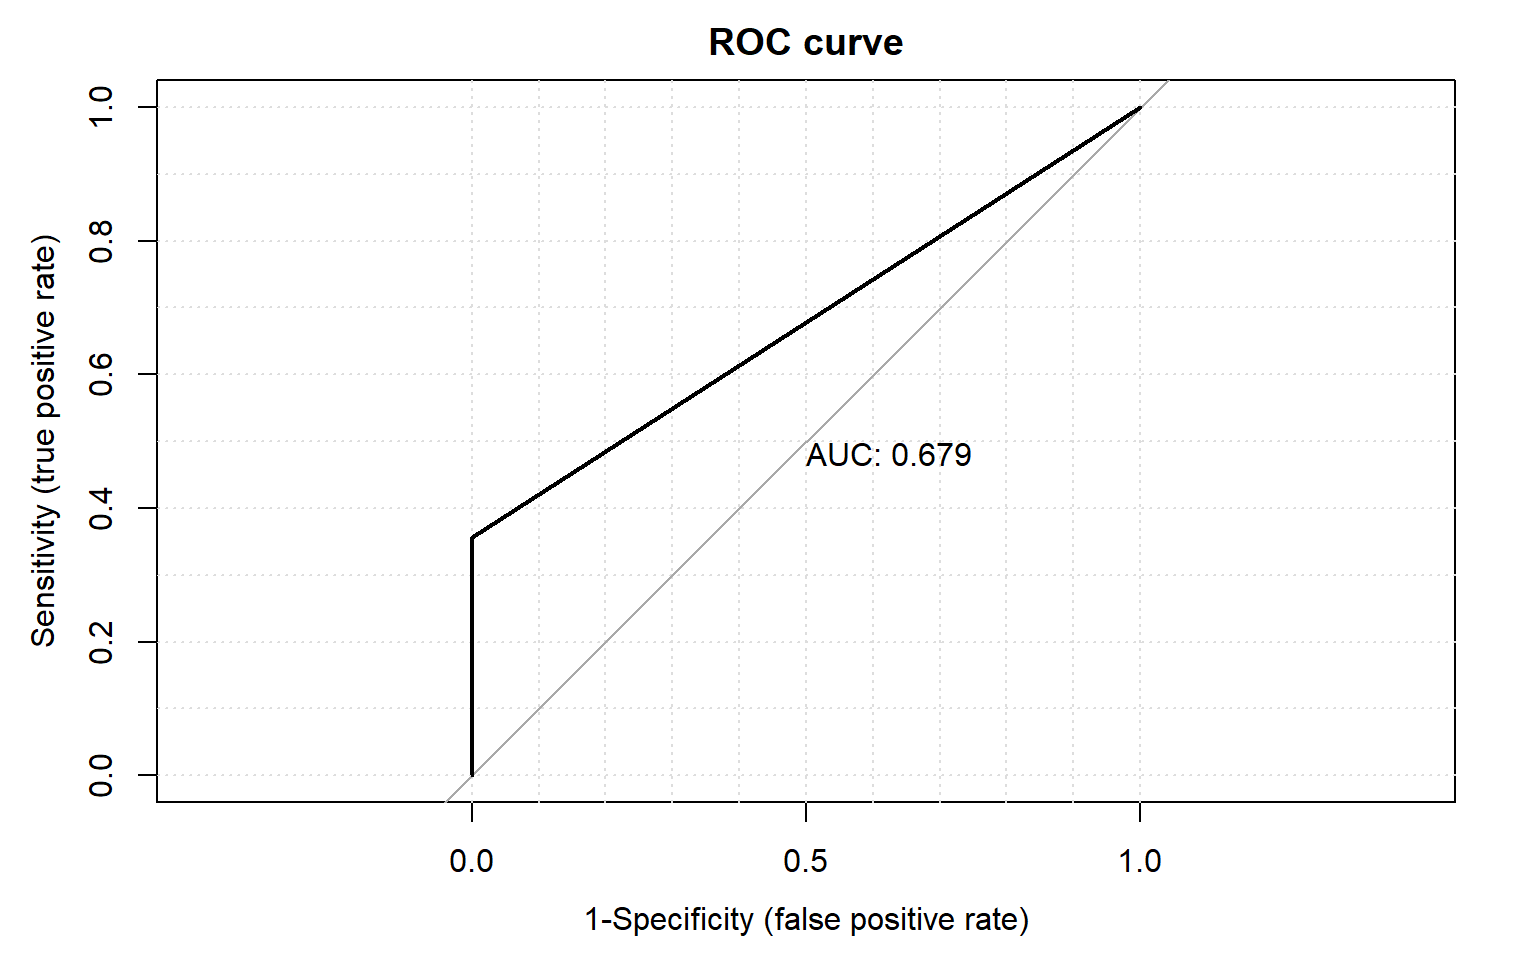 ROC curve
Sensitivity (true positive rate)
1.0
0.8
0.6
0.4
0.2
0.0
AUC: 0.679
0.0 0.5 1.0
1-Specificity (false positive rate)